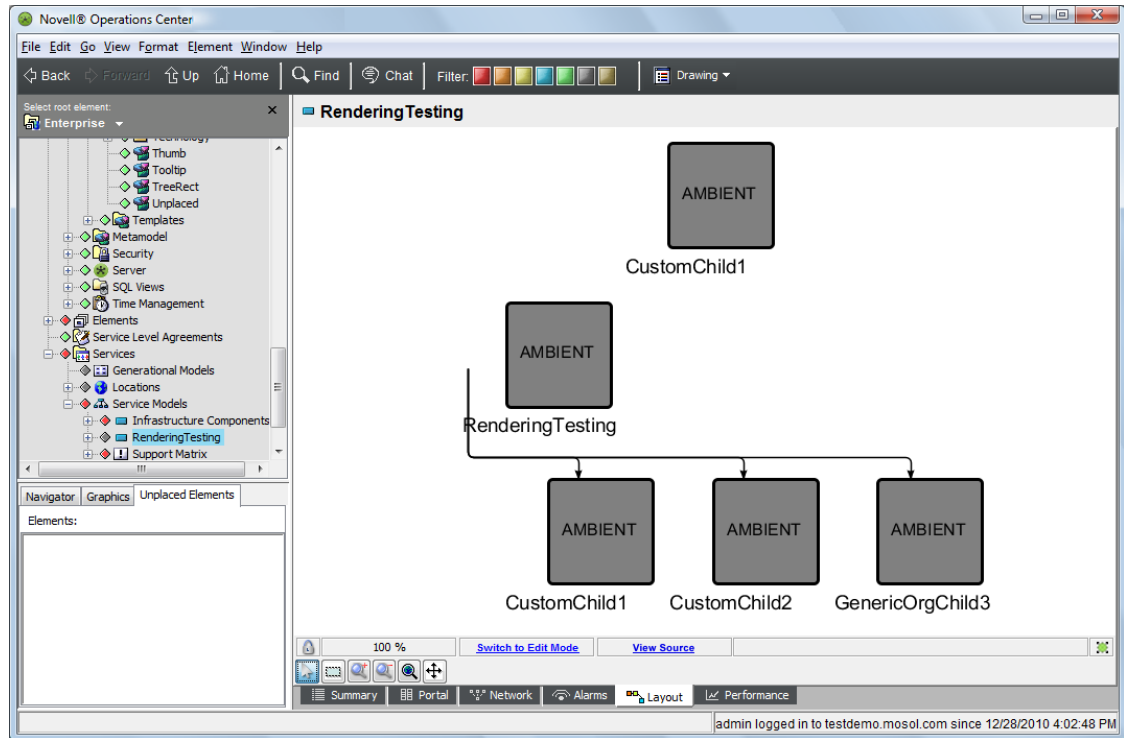 Novell® Operations Center
File Edit Go View Format Element Window Help
Back Forward Up Home Find Chat Filter: Drawing
Select root element:
Enterprise
Technology
Thumb
Tooltip
TreeRect
Unplaced
Templates
Metamodel
Security
Server
SQL Views
Time Management
Elements
Service Level Agreements
Services
Generational Models
Locations
Service Models
Infrastructure Components
RenderingTesting
Support Matrix
Navigator Graphics Unplaced Elements
Elements:
RenderingTesting
AMBIENT
CustomChild1
AMBIENT
RenderingTesting
AMBIENT AMBIENT AMBIENT
CustomChild1 CustomChild2 GenericOrgChild3
100 % Switch to Edit Mode View Source
Summary Portal Network Alarms Layout Performance
admin logged in to testdemo.mosol.com since 12/28/2010 4:02:48 PM